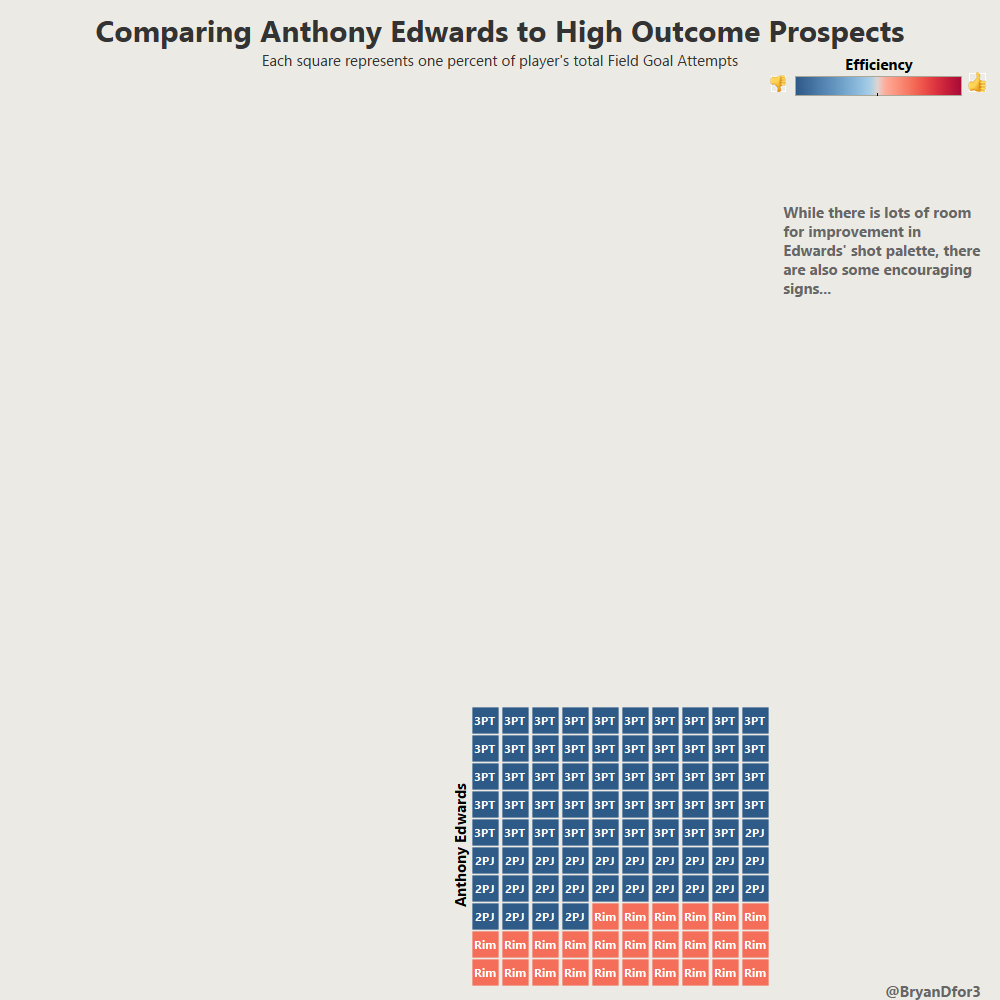 Comparing Anthony Edwards to High Outcome Prospects
Each square represents one percent of player's total Field Goal Attempts
Efficiency
While there is lots of room
for improvement in
Edwards' shot palette, there
are also some encouraging
signs...
Anthony Edwards
3PT 3PT 3PT 3PT 3PT 3PT 3PT 3PT 3PT 3PT
3PT 3PT 3PT 3PT 3PT 3PT 3PT 3PT 3PT 3PT
3PT 3PT 3PT 3PT 3PT 3PT 3PT 3PT 3PT 3PT
3PT 3PT 3PT 3PT 3PT 3PT 3PT 3PT 3PT 3PT
3PT 3PT 3PT 3PT 3PT 3PT 3PT 3PT 3PT 2PJ
2PJ 2PJ 2PJ 2PJ 2PJ 2PJ 2PJ 2PJ 2PJ 2PJ
2PJ 2PJ 2PJ 2PJ 2PJ 2PJ 2PJ 2PJ 2PJ 2PJ
2PJ 2PJ 2PJ 2PJ Rim Rim Rim Rim Rim Rim
Rim Rim Rim Rim Rim Rim Rim Rim Rim Rim
Rim Rim Rim Rim Rim Rim Rim Rim Rim Rim
@BryanDfor3